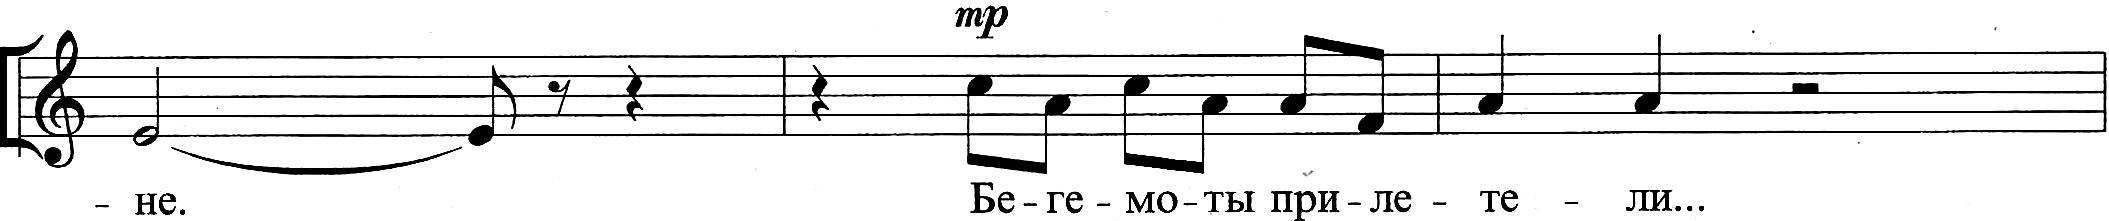 mp
- не. Бе - ге - мо - ты при - ле - те - ли...